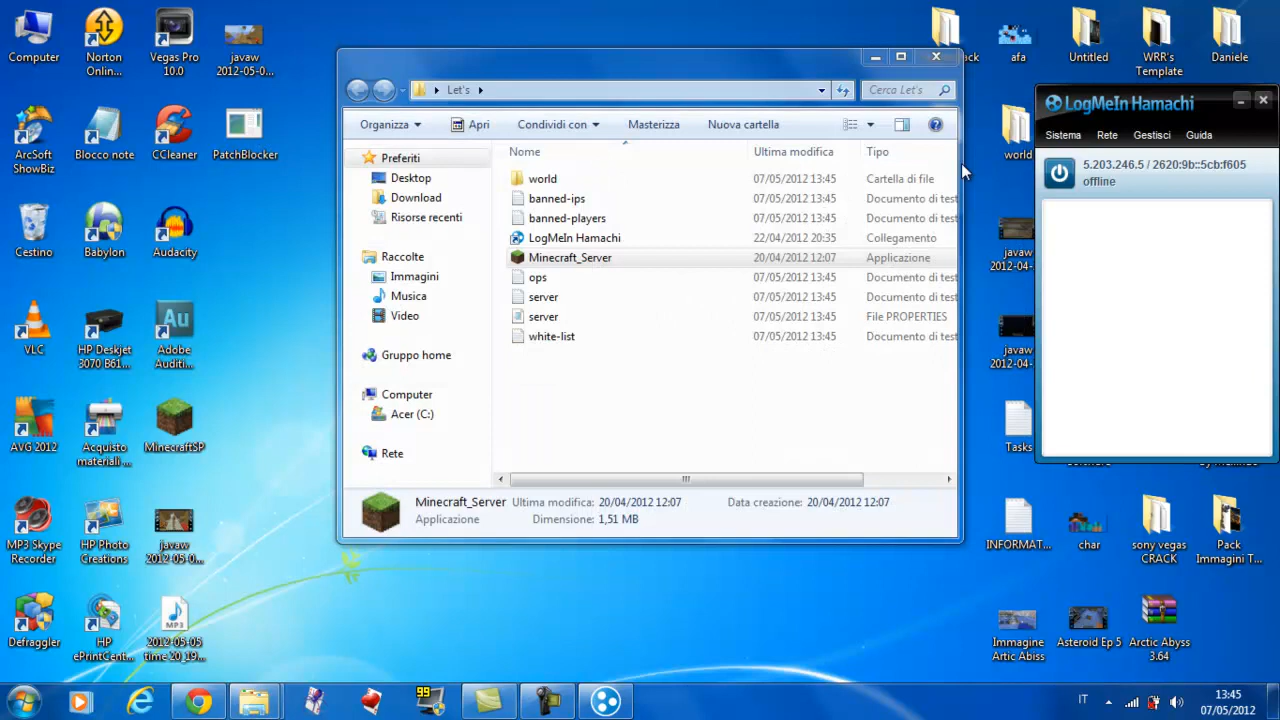 Computer
Norton
Onlin...
Vegas Pro
10.0
javaw
2012-05-0...
ArcSoft
ShowBiz
Blocco note
CCleaner
PatchBlocker
Cestino
Babylon
Audacity
VLC
HP Deskjet
3070 B61...
Adobe
Auditi...
AVG 2012
Acquisto
materiali ...
MinecraftSP
MP3 Skype
Recorder
HP Photo
Creations
javaw
2012-05-0...
Defraggler
HP
ePrintCent...
MP3
2012-05-05
time 20_19...
Let's
Cerca Let's
Organizza
Apri
Condividi con
Masterizza
Nuova cartella
Preferiti
Desktop
Download
Risorse recenti
Raccolte
Immagini
Musica
Video
Gruppo home
Computer
Acer (C:)
Rete
Nome Ultima modifica Tipo
world 07/05/2012 13:45 Cartella di file
banned-ips 07/05/2012 13:45 Documento di test
banned-players 07/05/2012 13:45 Documento di test
LogMeIn Hamachi 22/04/2012 20:35 Collegamento
Minecraft_Server 20/04/2012 12:07 Applicazione
ops 07/05/2012 13:45 Documento di test
server 07/05/2012 13:45 Documento di test
server 07/05/2012 13:45 File PROPERTIES
white-list 07/05/2012 13:45 Documento di test
Minecraft_Server Ultima modifica: 20/04/2012 12:07 Data creazione: 20/04/2012 12:07
Applicazione Dimensione: 1,51 MB
ack
afa
Untitled
WRR's
Template
Daniele
world
javaw
2012-04-
javaw
2012-04-
Tasks
LogMeIn Hamachi
Sistema Rete Gestisci Guida
5.203.246.5 / 2620:9b::5cb:f605
offline
INFORMAT...
char
sony vegas
CRACK
Pack
Immagini T...
Immagine
Artic Abiss
Asteroid Ep 5
Arctic Abyss
3.64
99
IT
13:45
07/05/2012